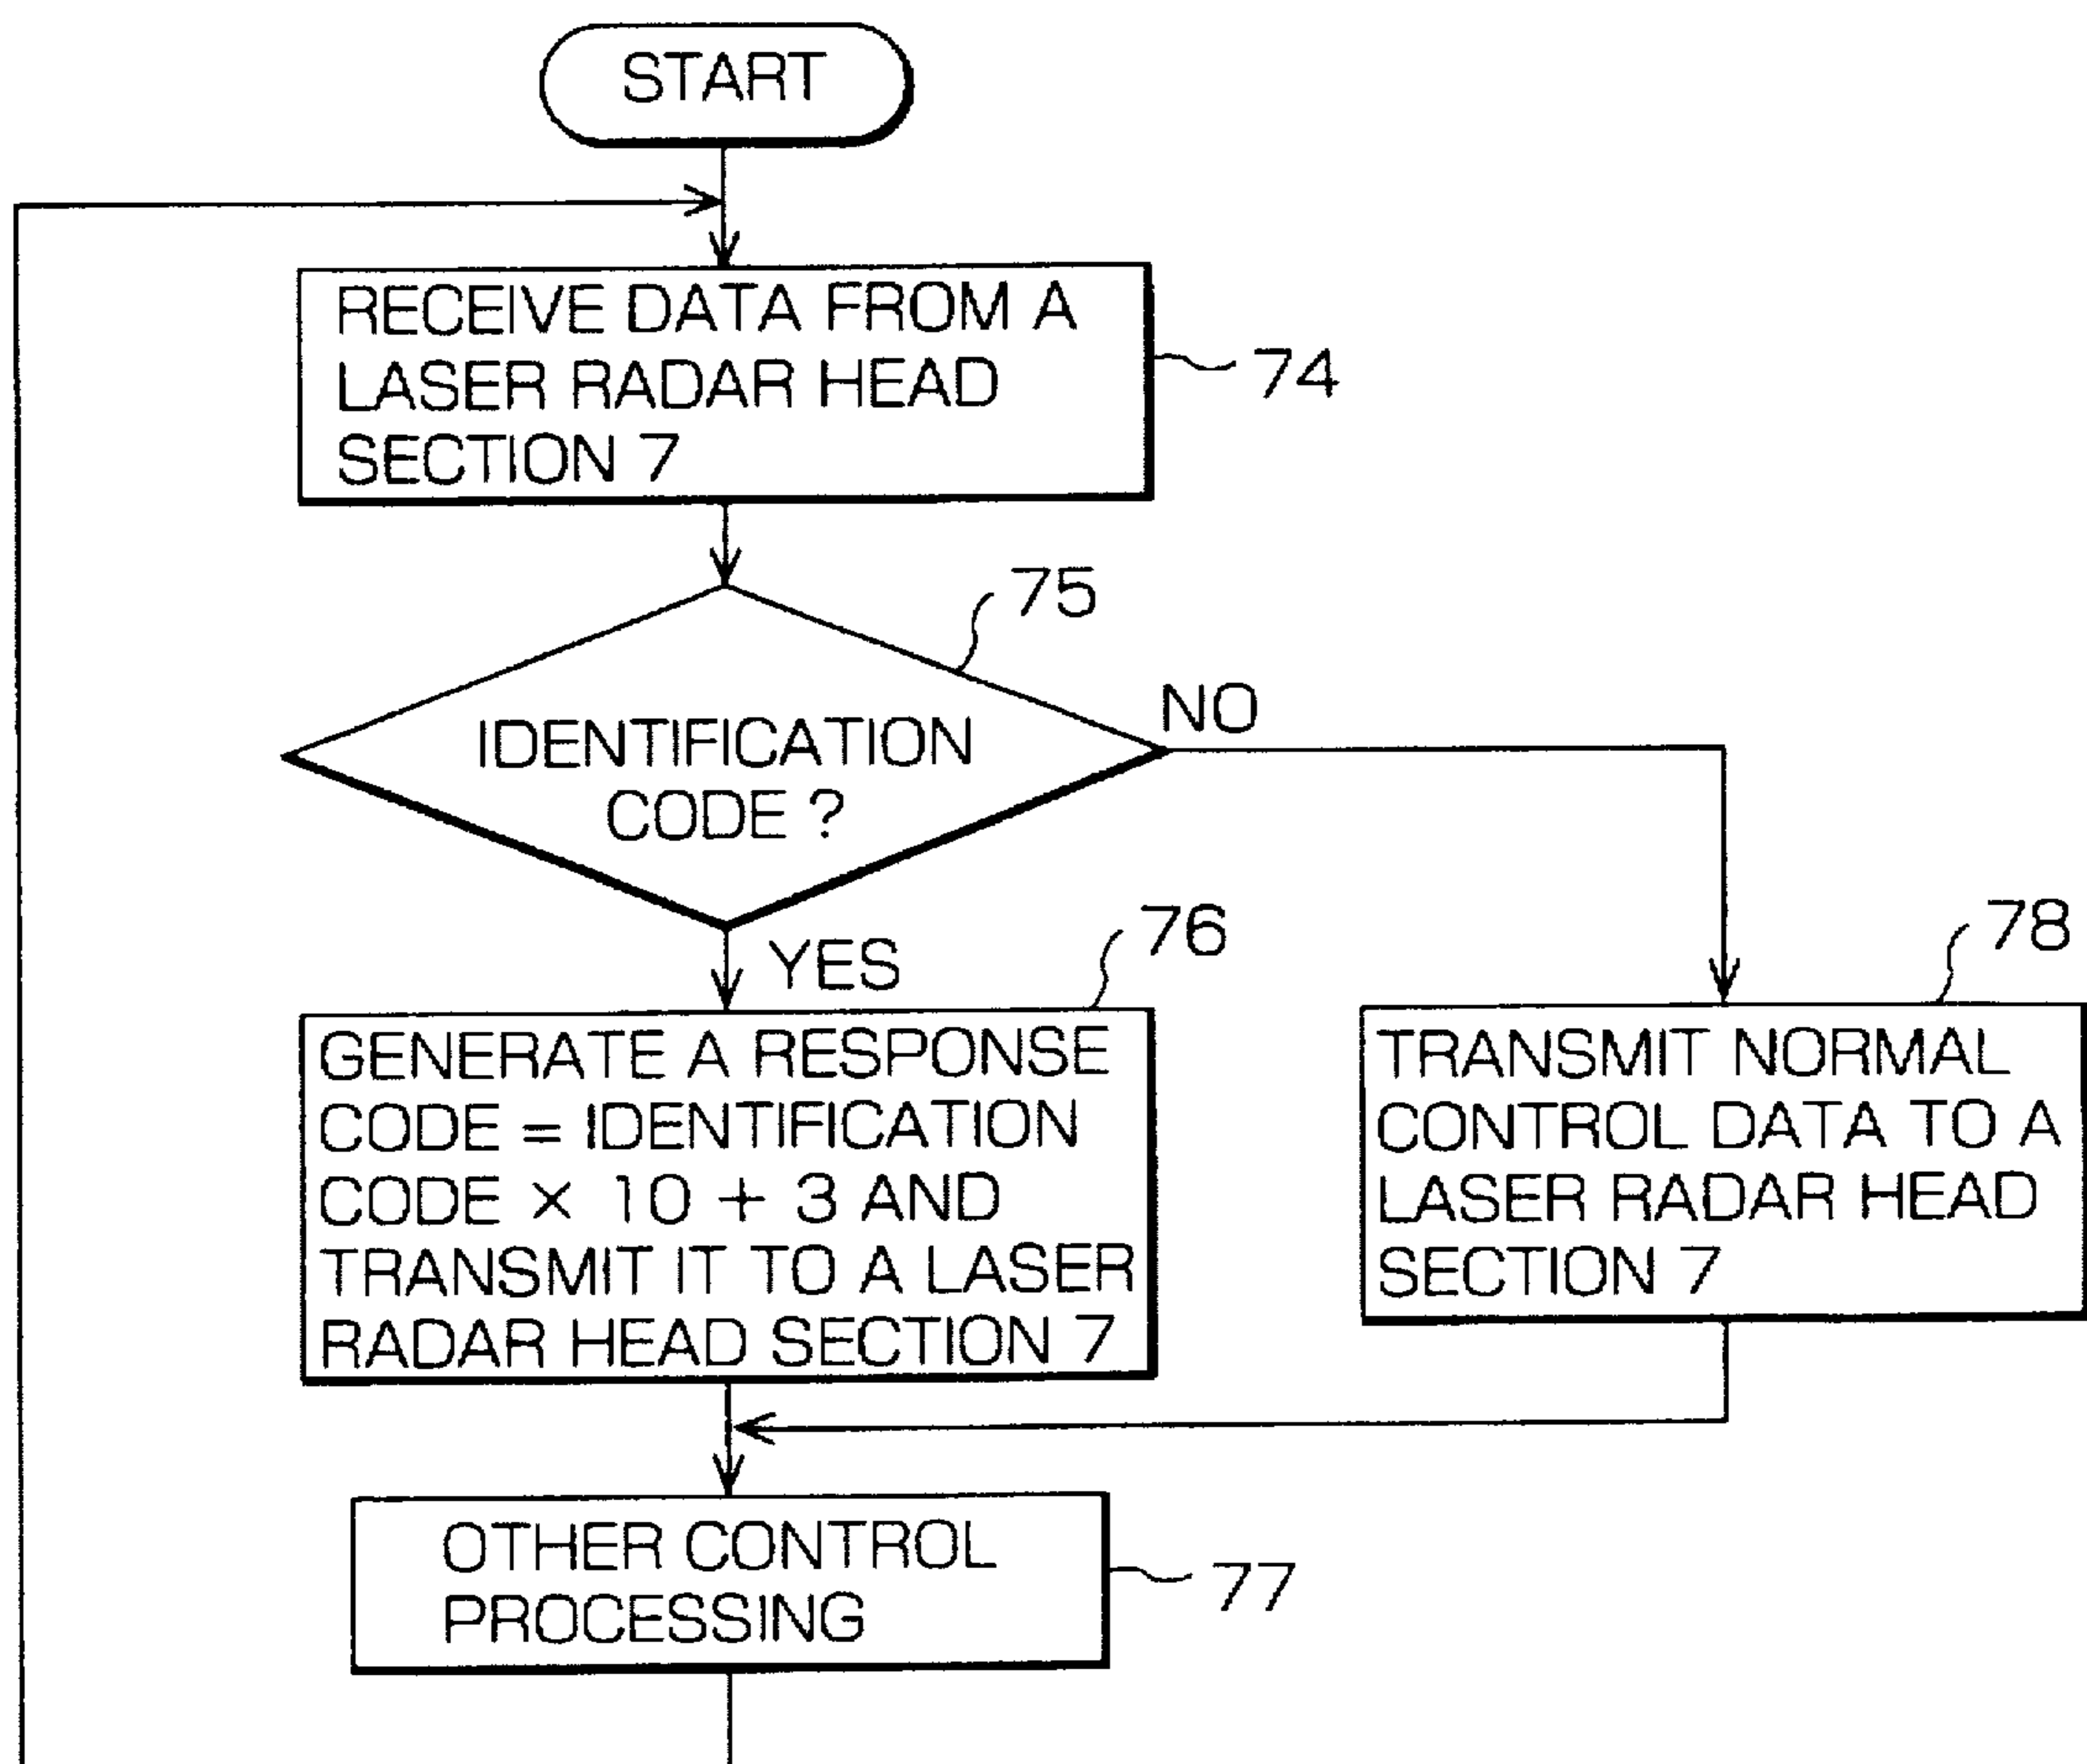 START
RECEIVE DATA FROM A
LASER RADAR HEAD
SECTION 7
74
75
IDENTIFICATION
CODE ?
NO
YES
76
GENERATE A RESPONSE
CODE = IDENTIFICATION
CODE × 10 + 3 AND
TRANSMIT IT TO A LASER
RADAR HEAD SECTION 7
78
TRANSMIT NORMAL
CONTROL DATA TO A
LASER RADAR HEAD
SECTION 7
OTHER CONTROL
PROCESSING
77